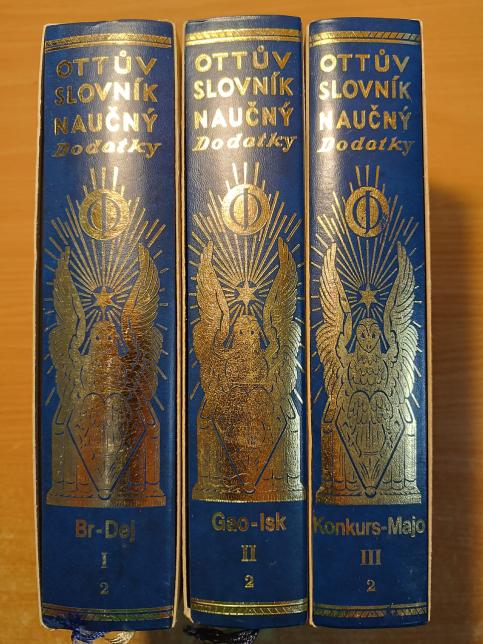 OTTŮV
SLOVNÍK
NAUČNÝ
Dodatky
Br-Dej
I
2
OTTŮV
SLOVNÍK
NAUČNÝ
Dodatky
Gao-Isk
II
2
OTTŮV
SLOVNÍK
NAUČNÝ
Dodatky
Konkurs-Majo
III
2